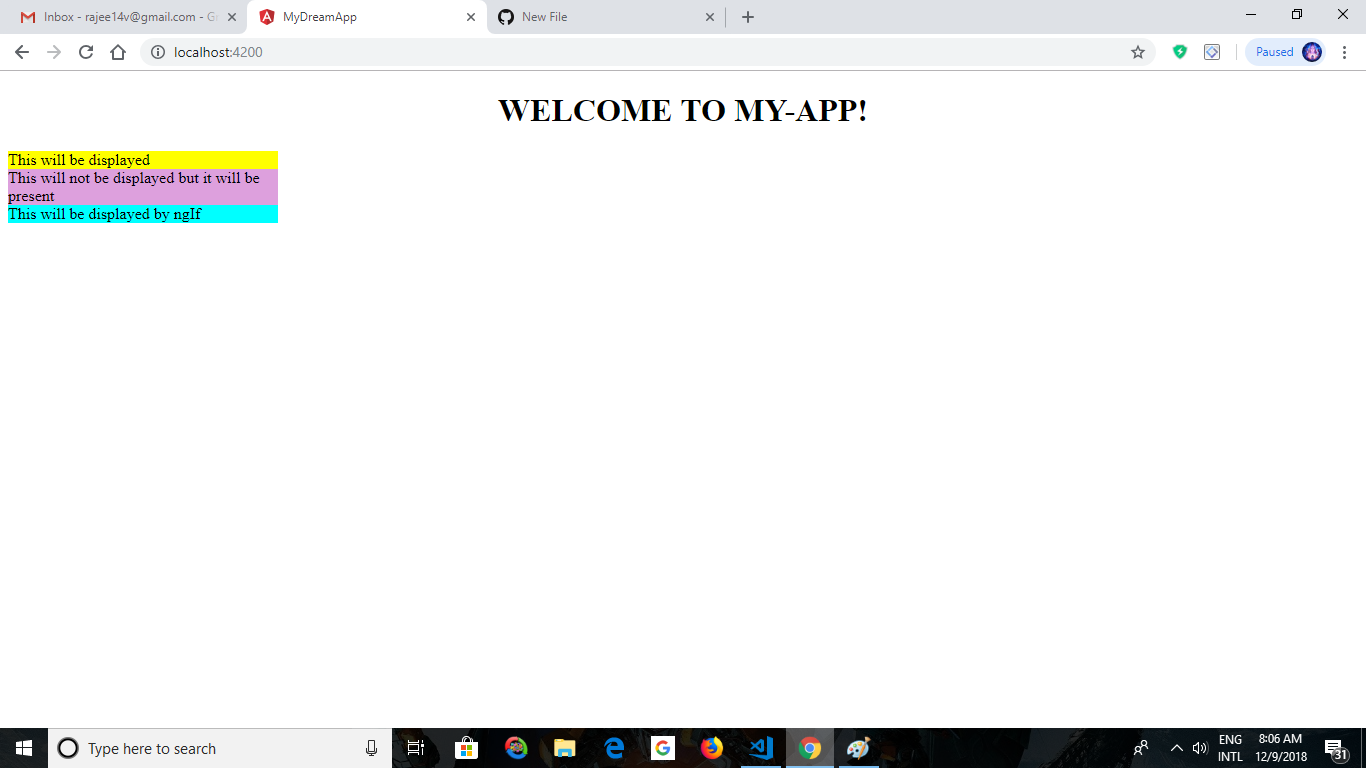 Inbox - rajee14v@gmail.com - G
MyDreamApp
New File
localhost:4200
Paused
WELCOME TO MY-APP!
This will be displayed
This will not be displayed but it will be
present
This will be displayed by ngIf
Type here to search
ENG
INTL
8:06 AM
12/9/2018
31